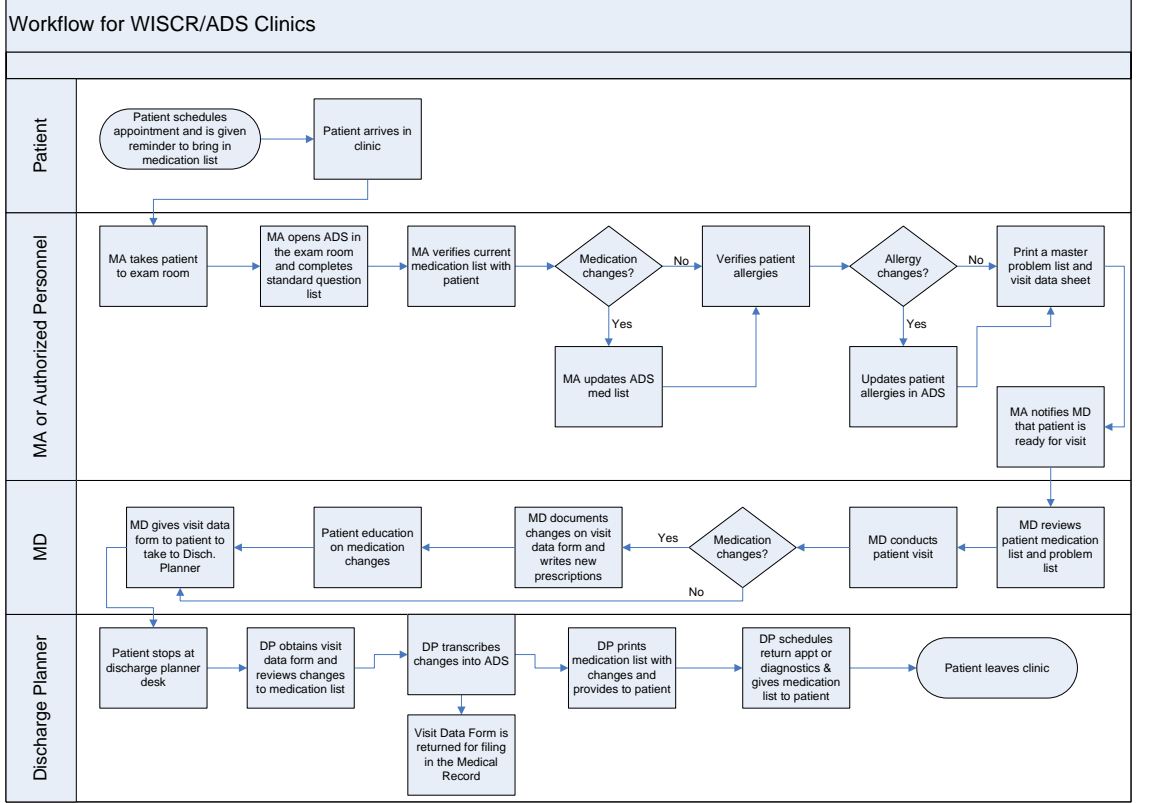 Workflow for WISCR/ADS Clinics
Patient
Patient schedules
appointment and is given
reminder to bring in
medication list
Patient arrives in
clinic
MA or Authorized Personnel
MA takes patient
to exam room
MA opens ADS in
the exam room
and completes
standard question
list
MA verifies current
medication list with
patient
Medication
changes?
No
Yes
MA updates ADS
med list
Verifies patient
allergies
Allergy
changes?
No
Yes
Updates patient
allergies in ADS
Print a master
problem list and
visit data sheet
MA notifies MD
that patient is
ready for visit
MD
MD reviews
patient medication
list and problem
list
MD conducts
patient visit
Medication
changes?
Yes
No
MD documents
changes on visit
data form and
writes new
prescriptions
Patient education
on medication
changes
MD gives visit data
form to patient to
take to Disch.
Planner
Discharge Planner
Patient stops at
discharge planner
desk
DP obtains visit
data form and
reviews changes
to medication list
DP transcribes
changes into ADS
Visit Data Form is
returned for filing
in the Medical
Record
DP prints
medication list with
changes and
provides to patient
DP schedules
return appt or
diagnostics &
gives medication
list to patient
Patient leaves clinic